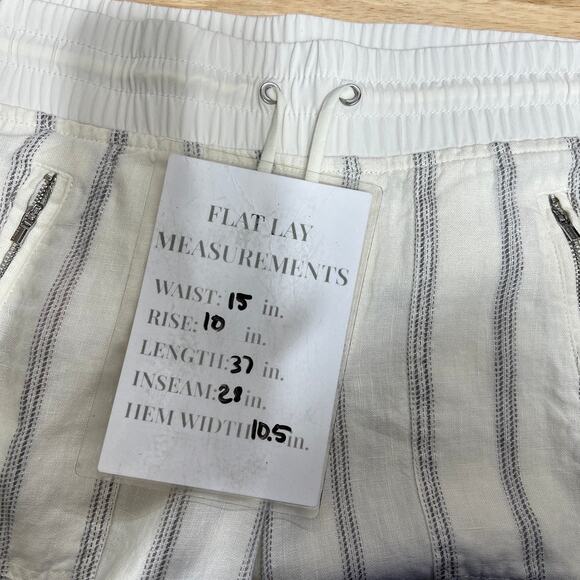 FLAT LAY
MEASUREMENTS
WAIST: 15 in.
RISE: 10 in.
LENGTH: 37 in.
INSEAM: 28 in.
HEM WIDTH 10.5 in.